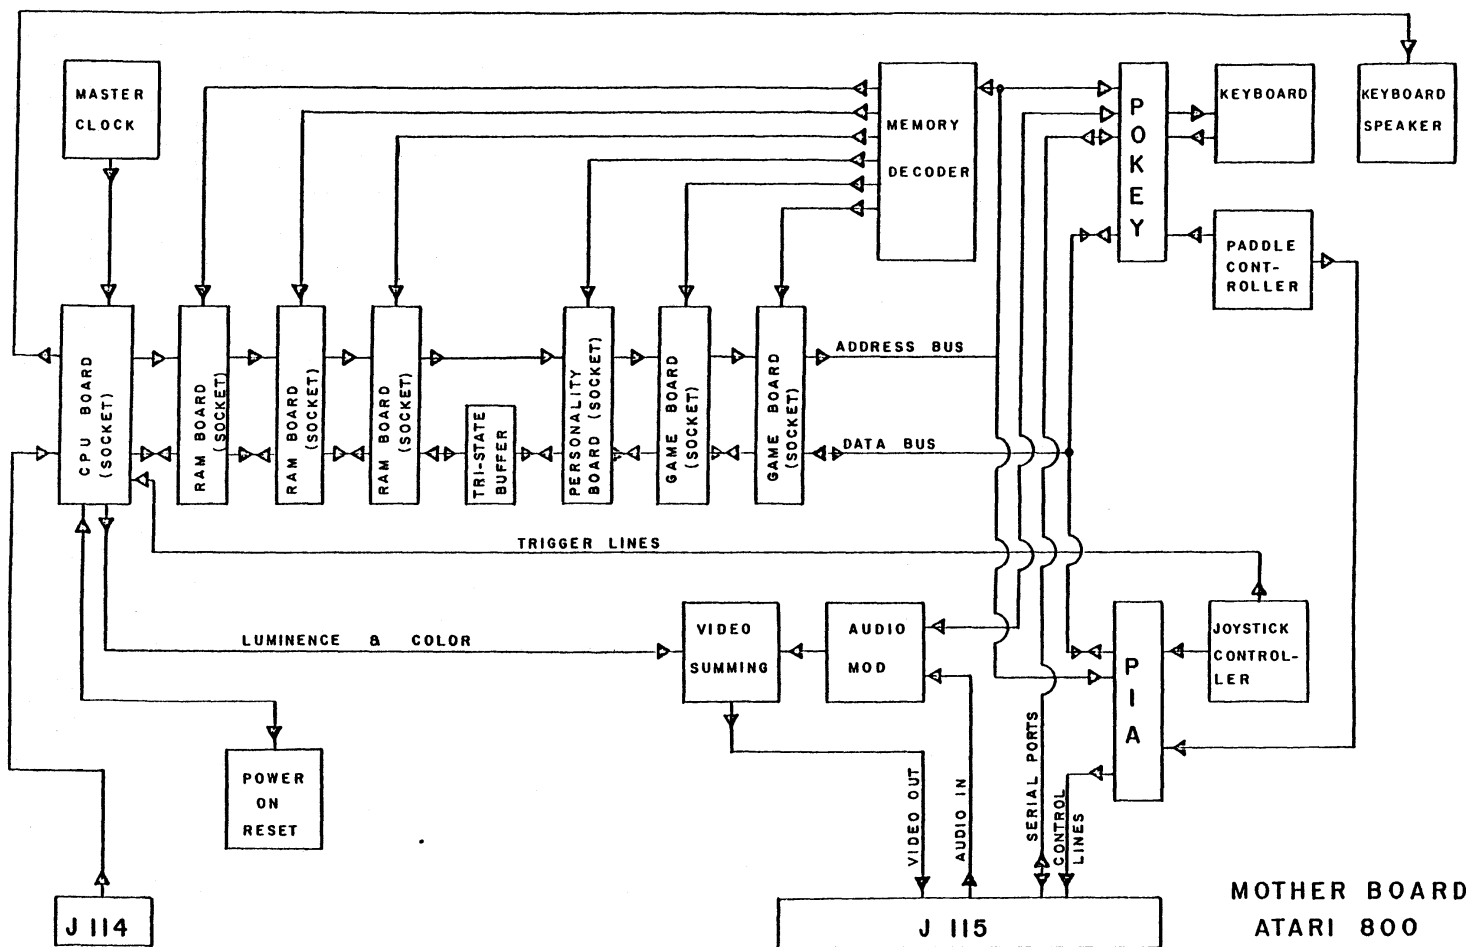 MASTER
CLOCK
MEMORY
DECODER
POKEY
KEYBOARD
KEYBOARD
SPEAKER
PADDLE
CONT-
ROLLER
CPU BOARD
(SOCKET)
RAM BOARD
(SOCKET)
RAM BOARD
(SOCKET)
RAM BOARD
(SOCKET)
TRI-STATE
BUFFER
PERSONALITY
BOARD (SOCKET)
GAME BOARD
(SOCKET)
GAME BOARD
(SOCKET)
ADDRESS BUS
DATA BUS
TRIGGER LINES
LUMINENCE & COLOR
VIDEO
SUMMING
AUDIO
MOD
PIA
JOYSTICK
CONTROL-
LER
POWER
ON
RESET
VIDEO OUT
AUDIO IN
SERIAL PORTS
CONTROL
LINES
J 114
J 115
MOTHER BOARD
ATARI 800